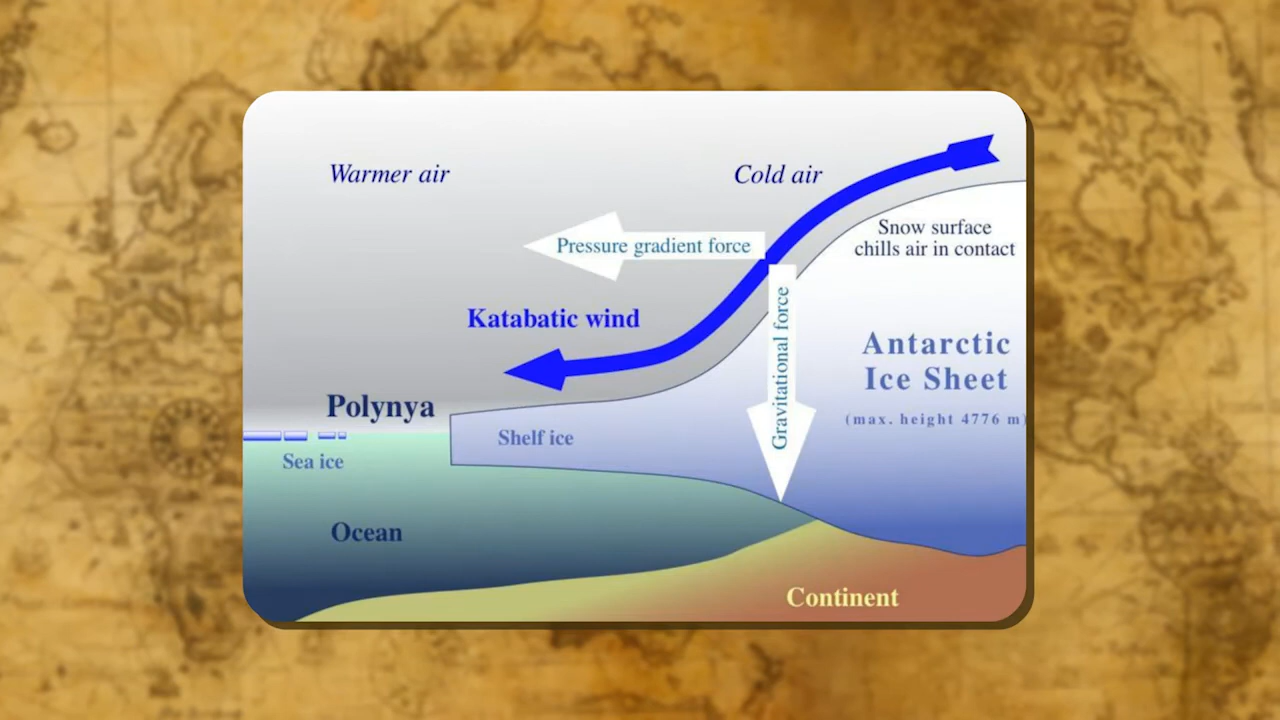 Warmer air
Cold air
Snow surface
chills air in contact
Pressure gradient force
Katabatic wind
Gravitational force
Antarctic
Ice Sheet
(max. height 4776 m)
Polynya
Shelf ice
Sea ice
Ocean
Continent